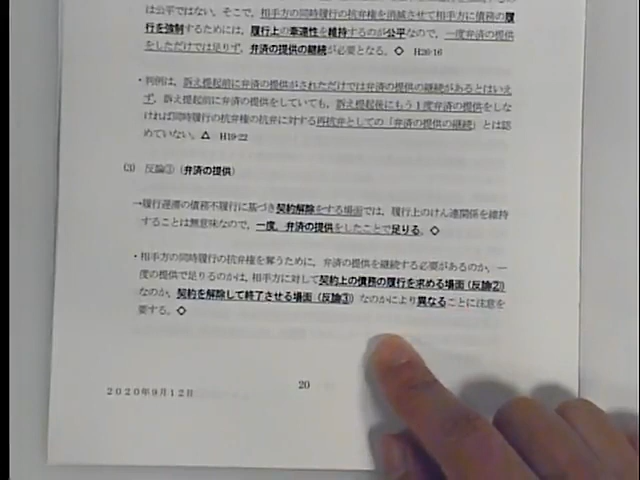 は公平ではない。そこで、相手方の同時履行の抗弁権を消滅させて相手方に債務の履
行を強制するためには、履行上の牽連性を維持するのが公平なので、一度弁済の提供
をしただけでは足りず、弁済の提供の継続が必要となる。◇ H26-16
・判例は、訴え提起前に弁済の提供がされただけでは弁済の提供の継続があるとはいえ
ず、訴え提起前に弁済の提供をしていても、訴え提起後にもう1度弁済の提供をしな
ければ同時履行の抗弁権の抗弁に対する再抗弁としての「弁済の提供の継続」とは認
めていない。△ H19-22
(3) 反論③(弁済の提供)
→履行遅滞の債務不履行に基づき契約解除をする場面では、履行上のけん連関係を維持
することは無意味なので、一度、弁済の提供をしたことで足りる。◇
・相手方の同時履行の抗弁権を奪うために、弁済の提供を継続する必要があるのか、一
度の提供で足りるのかは、相手方に対して契約上の債務の履行を求める場面(反論②)
なのか、契約を解除して終了させる場面(反論③)なのかにより異なることに注意を
要する。◇
20
2020年9月12日